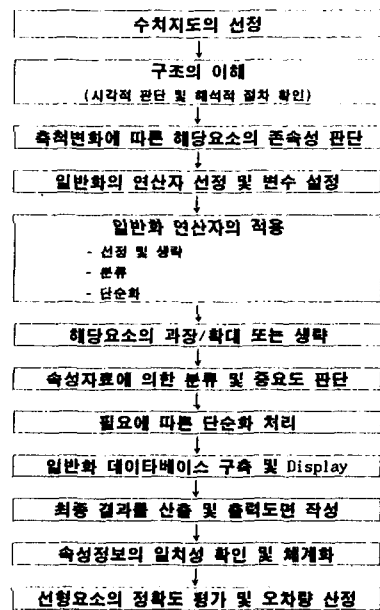 수치지도의 선정
구조의 이해
(시각적 판단 및 해석적 절차 확인)
축척변화에 따른 해당요소의 존속성 판단
일반화의 연산자 선정 및 변수 설정
일반화 연산자의 적용
- 선정 및 생략
- 분류
- 단순화
해당요소의 과장/확대 또는 생략
속성자료에 의한 분류 및 중요도 판단
필요에 따른 단순화 처리
일반화 데이타베이스 구축 및 Display
최종 결과물 산출 및 출력도면 작성
속성정보의 일치성 확인 및 체계화
선형요소의 정확도 평가 및 오차량 산정